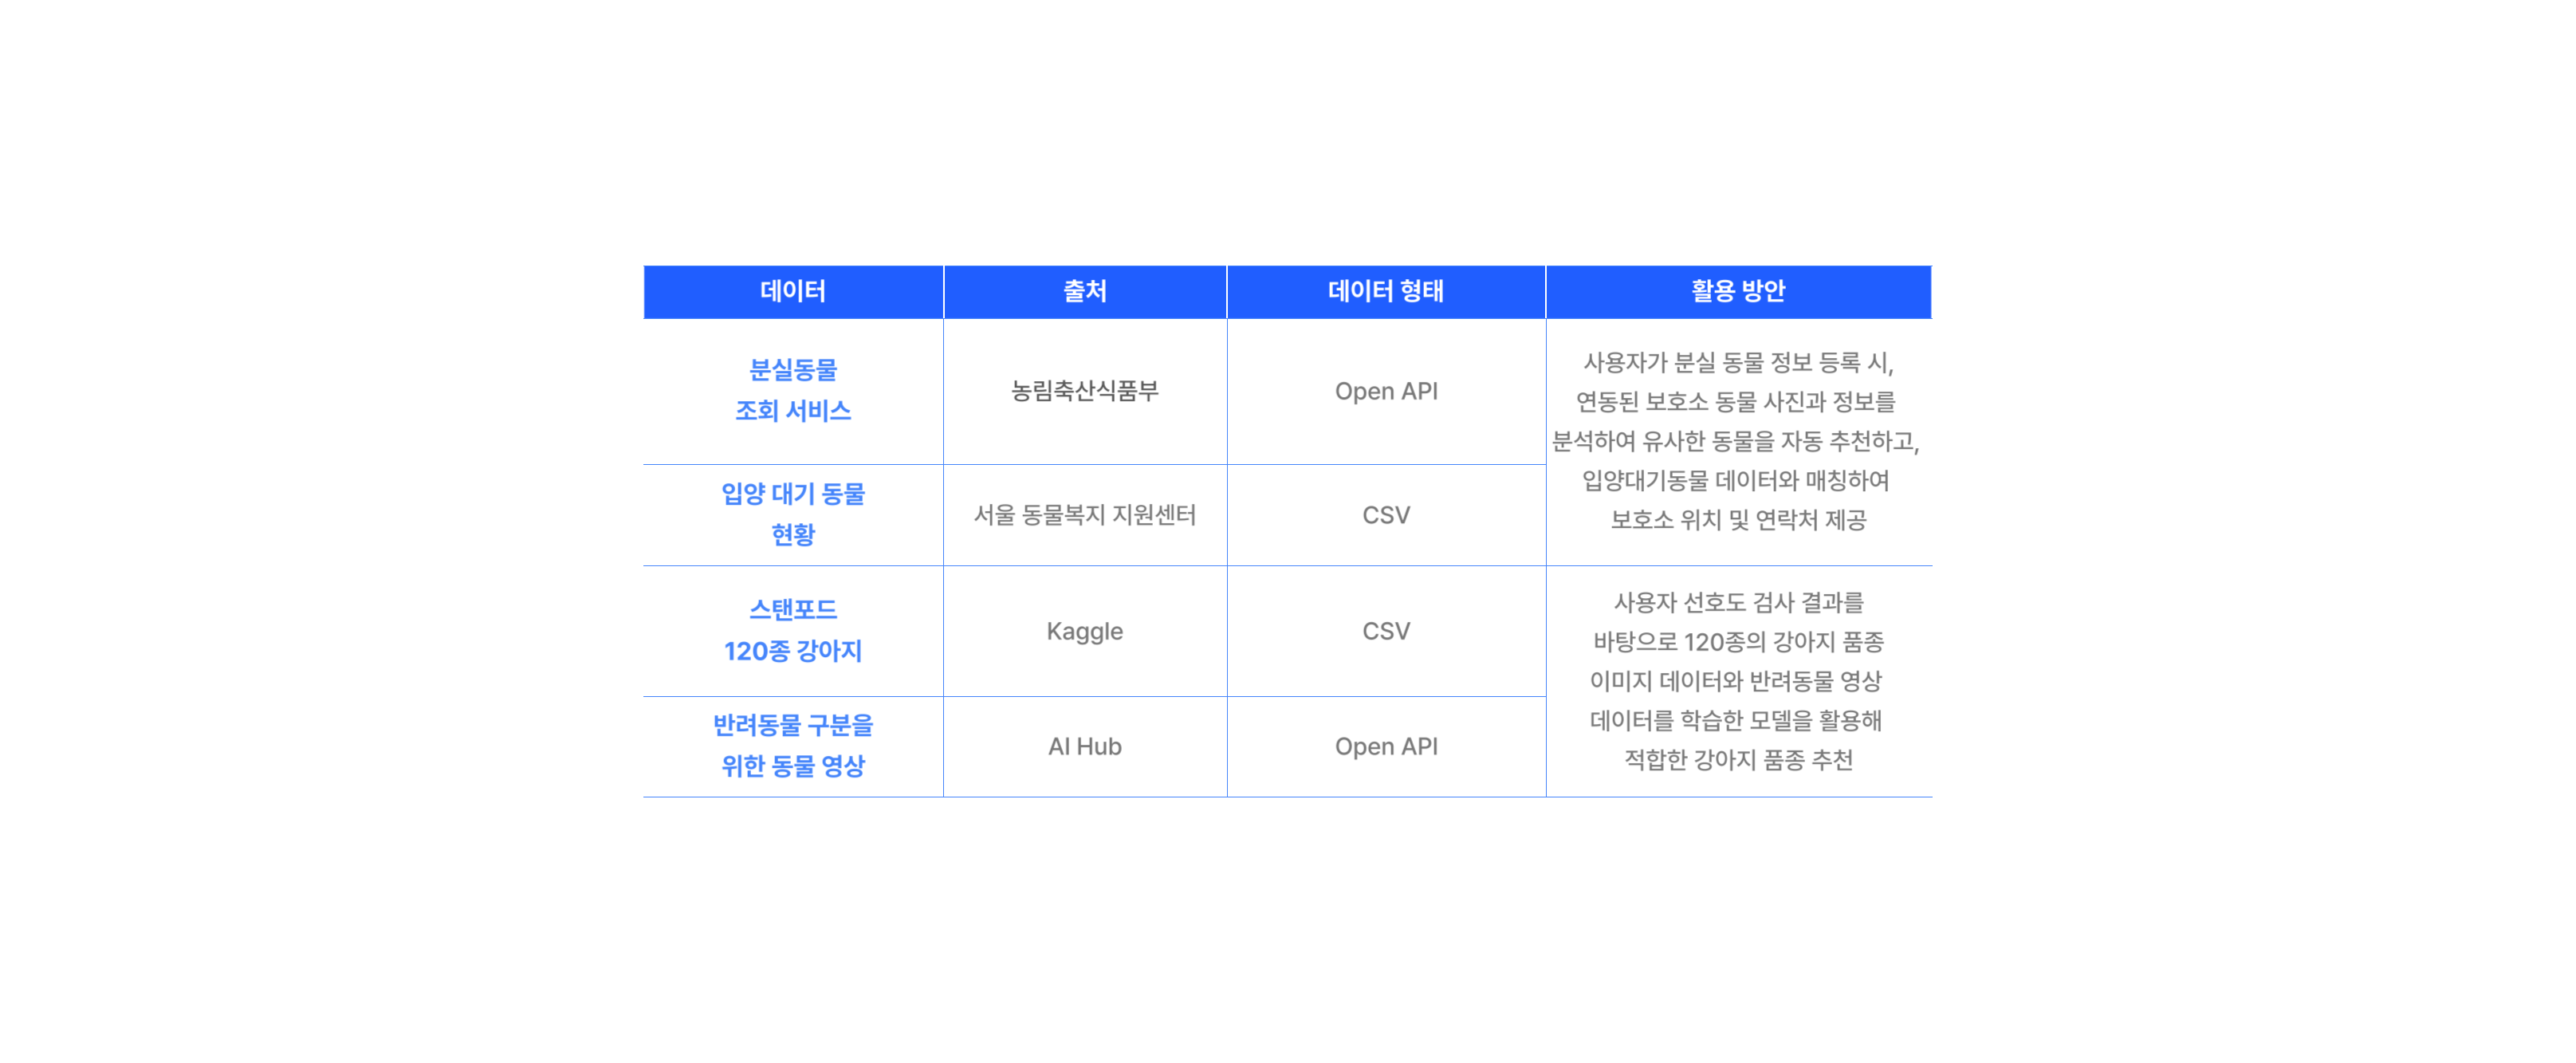 데이터
출처
데이터 형태
활용 방안
분실동물
조회 서비스
농림축산식품부
Open API
사용자가 분실 동물 정보 등록 시,
연동된 보호소 동물 사진과 정보를
분석하여 유사한 동물을 자동 추천하고,
입양대기동물 데이터와 매칭하여
보호소 위치 및 연락처 제공
입양 대기 동물
현황
서울 동물복지 지원센터
CSV
스탠포드
120종 강아지
Kaggle
CSV
사용자 선호도 검사 결과를
바탕으로 120종의 강아지 품종
이미지 데이터와 반려동물 영상
데이터를 학습한 모델을 활용해
적합한 강아지 품종 추천
반려동물 구분을
위한 동물 영상
AI Hub
Open API